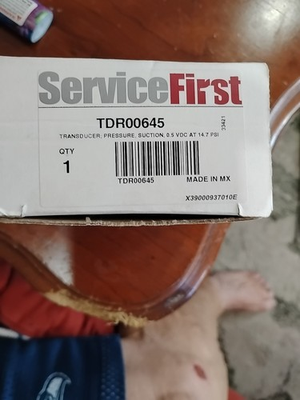 ServiceFirst
TDR00645
TRANSDUCER; PRESSURE, SUCTION, 0.5 VDC AT 14.7 PSI
QTY
1
TDR00645
MADE IN MX
X39000937010E